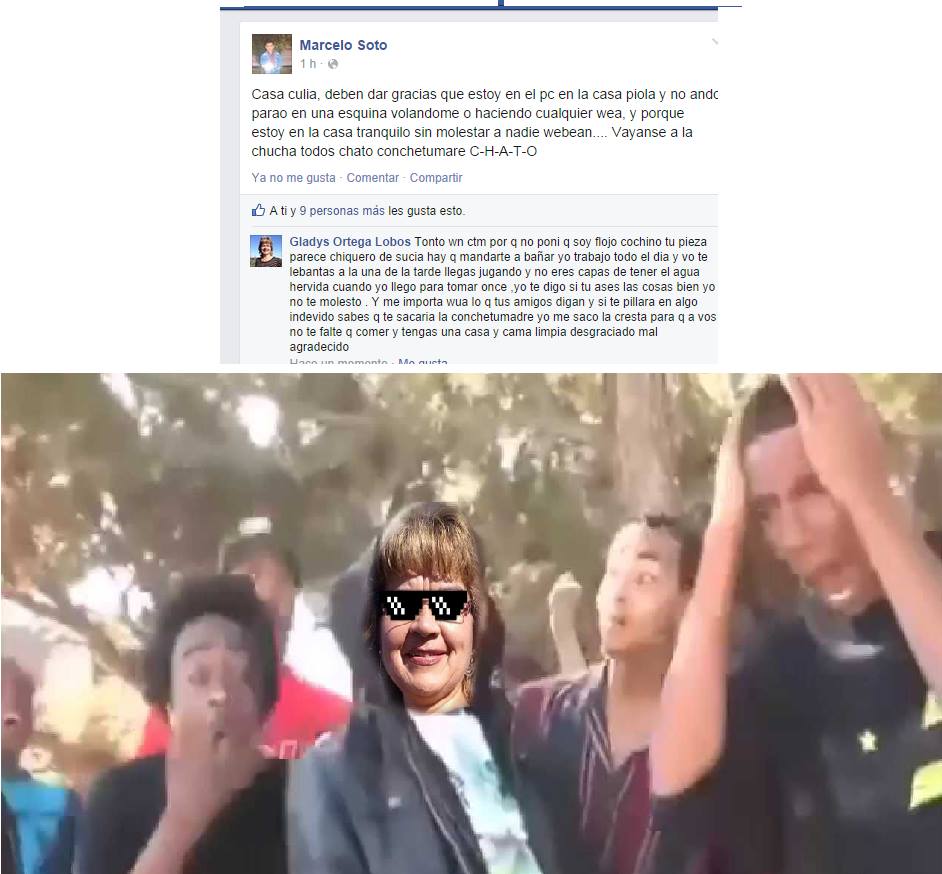 Marcelo Soto
1 h ·
Casa culia, deben dar gracias que estoy en el pc en la casa piola y no ando
parao en una esquina volandome o haciendo cualquier wea, y porque
estoy en la casa tranquilo sin molestar a nadie webean.... Vayanse a la
chucha todos chato conchetumare C-H-A-T-O
Ya no me gusta · Comentar · Compartir
A ti y 9 personas más les gusta esto.
Gladys Ortega Lobos Tonto wn ctm por q no poni q soy flojo cochino tu pieza
parece chiquero de sucia hay q mandarte a bañar yo trabajo todo el dia y vo te
lebantas a la una de la tarde llegas jugando y no eres capas de tener el agua
hervida cuando yo llego para tomar once ,yo te digo si tu ases las cosas bien yo
no te molesto . Y me importa wua lo q tus amigos digan y si te pillara en algo
indevido sabes q te sacaria la conchetumadre yo me saco la cresta para q a vos
no te falte q comer y tengas una casa y cama limpia desgraciado mal
agradecido
Hace un momento · Me gusta